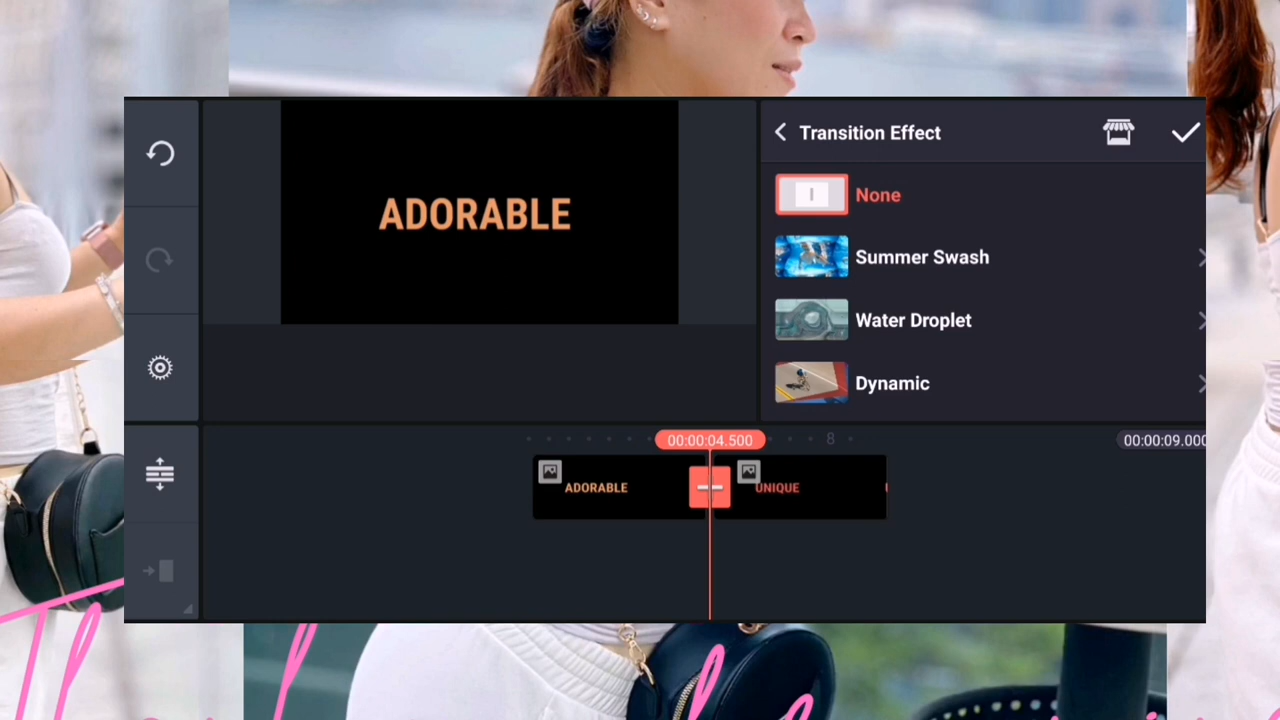 Transition Effect
ADORABLE
None
Summer Swash
Water Droplet
Dynamic
00:00:04.500
8
00:00:09.000
ADORABLE
UNIQUE